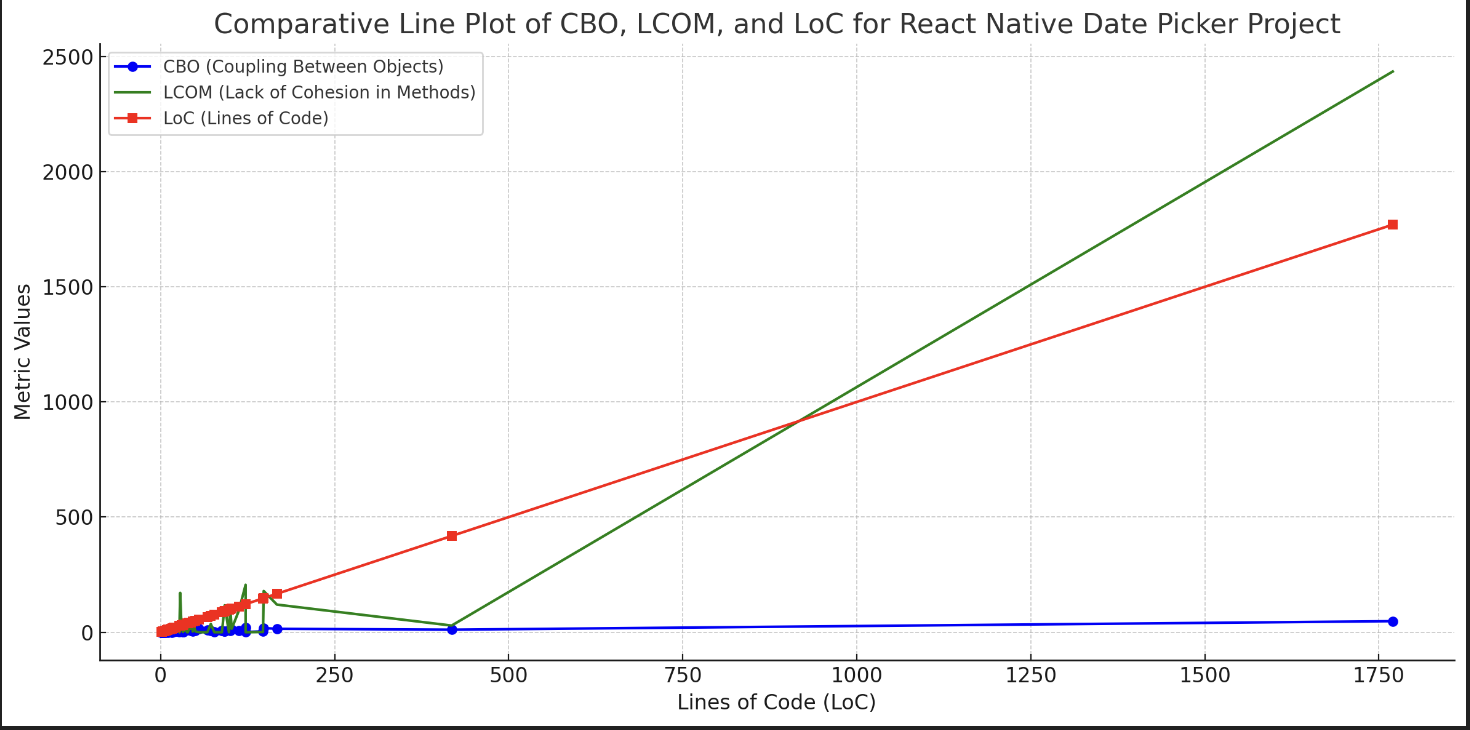 Comparative Line Plot of CBO, LCOM, and LoC for React Native Date Picker Project
CBO (Coupling Between Objects)
LCOM (Lack of Cohesion in Methods)
LoC (Lines of Code)
Metric Values
2500
2000
1500
1000
500
0
0 250 500 750 1000 1250 1500 1750
Lines of Code (LoC)